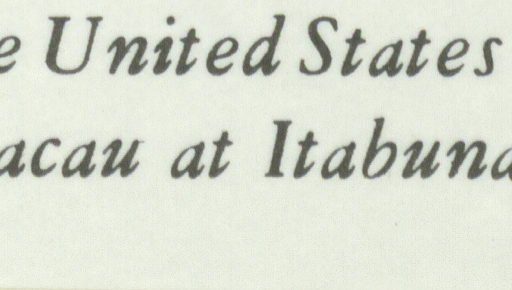 e United States
acau at Itabuna